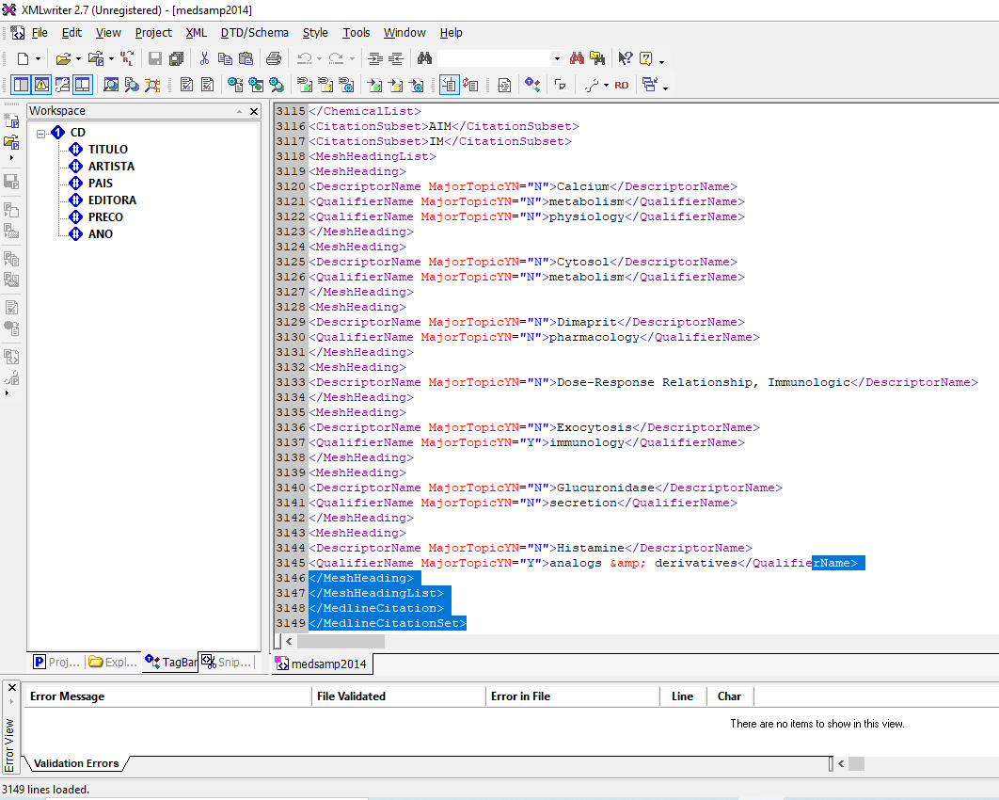 XMLwriter 2.7 (Unregistered) - [medsamp2014]
File Edit View Project XML DTD/Schema Style Tools Window Help
RO
Workspace
CD
TITULO
ARTISTA
PAIS
EDITORA
PRECO
ANO
3115 </ChemicalList>
3116 <CitationSubset>AIM</CitationSubset>
3117 <CitationSubset>IM</CitationSubset>
3118 <MeshHeadingList>
3119 <MeshHeading>
3120 <DescriptorName MajorTopicYN="N">Calcium</DescriptorName>
3121 <QualifierName MajorTopicYN="N">metabolism</QualifierName>
3122 <QualifierName MajorTopicYN="N">physiology</QualifierName>
3123 </MeshHeading>
3124 <MeshHeading>
3125 <DescriptorName MajorTopicYN="N">Cytosol</DescriptorName>
3126 <QualifierName MajorTopicYN="N">metabolism</QualifierName>
3127 </MeshHeading>
3128 <MeshHeading>
3129 <DescriptorName MajorTopicYN="N">Dimaprit</DescriptorName>
3130 <QualifierName MajorTopicYN="N">pharmacology</QualifierName>
3131 </MeshHeading>
3132 <MeshHeading>
3133 <DescriptorName MajorTopicYN="N">Dose-Response Relationship, Immunologic</DescriptorName>
3134 </MeshHeading>
3135 <MeshHeading>
3136 <DescriptorName MajorTopicYN="N">Exocytosis</DescriptorName>
3137 <QualifierName MajorTopicYN="Y">immunology</QualifierName>
3138 </MeshHeading>
3139 <MeshHeading>
3140 <DescriptorName MajorTopicYN="N">Glucuronidase</DescriptorName>
3141 <QualifierName MajorTopicYN="N">secretion</QualifierName>
3142 </MeshHeading>
3143 <MeshHeading>
3144 <DescriptorName MajorTopicYN="N">Histamine</DescriptorName>
3145 <QualifierName MajorTopicYN="Y">analogs &amp; derivatives</QualifierName>
3146 </MeshHeading>
3147 </MeshHeadingList>
3148 </MedlineCitation>
3149 </MedlineCitationSet>
Proj... Expl... TagBar Snip...
medsamp2014
Error View
Error Message File Validated Error in File Line Char
There are no items to show in this view.
Validation Errors
3149 lines loaded.